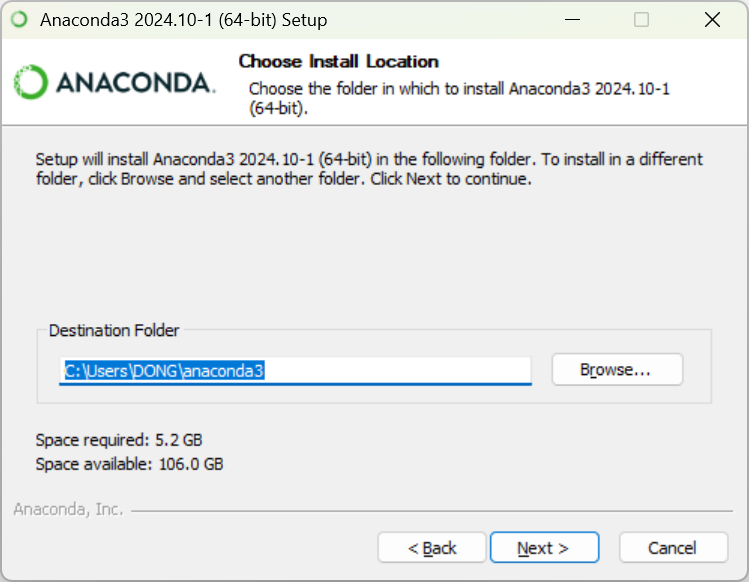 Anaconda3 2024.10-1 (64-bit) Setup
ANACONDA.
Choose Install Location
Choose the folder in which to install Anaconda3 2024.10-1
(64-bit).
Setup will install Anaconda3 2024.10-1 (64-bit) in the following folder. To install in a different
folder, click Browse and select another folder. Click Next to continue.
Destination Folder
C:\Users\DONG\anaconda3
Browse...
Space required: 5.2 GB
Space available: 106.0 GB
Anaconda, Inc.
< Back
Next >
Cancel